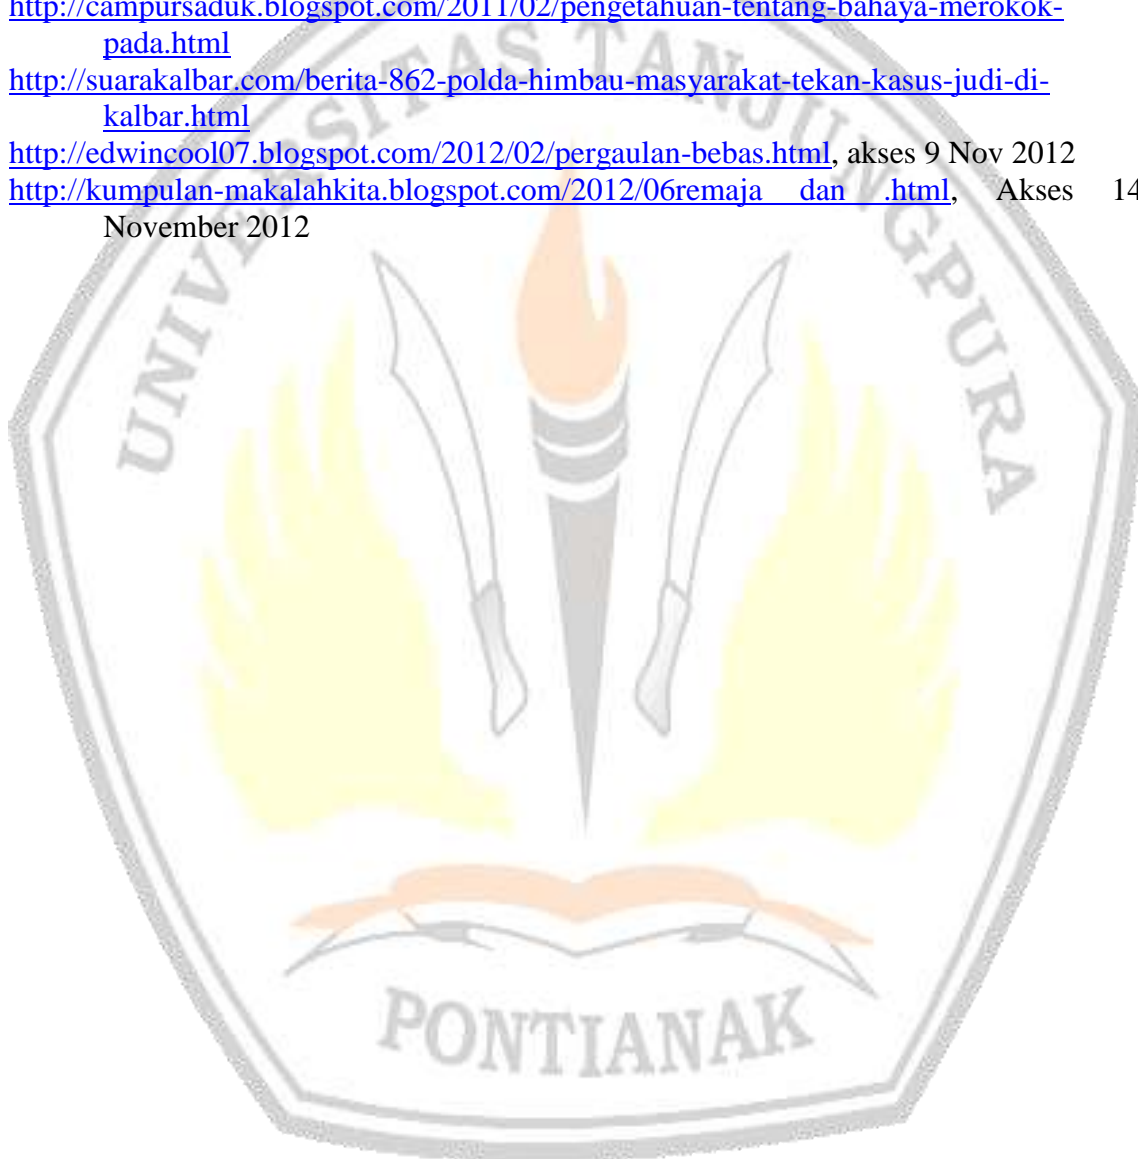 http://campursaduk.blogspot.com/2011/02/pengetahuan-tentang-bahaya-merokok-
pada.html
http://suarakalbar.com/berita-862-polda-himbau-masyarakat-tekan-kasus-judi-di-
kalbar.html
http://edwincool07.blogspot.com/2012/02/pergaulan-bebas.html, akses 9 Nov 2012
http://kumpulan-makalahkita.blogspot.com/2012/06remaja dan .html, Akses 14
November 2012
UNIVERSITAS TANJUNGPURA
PONTIANAK